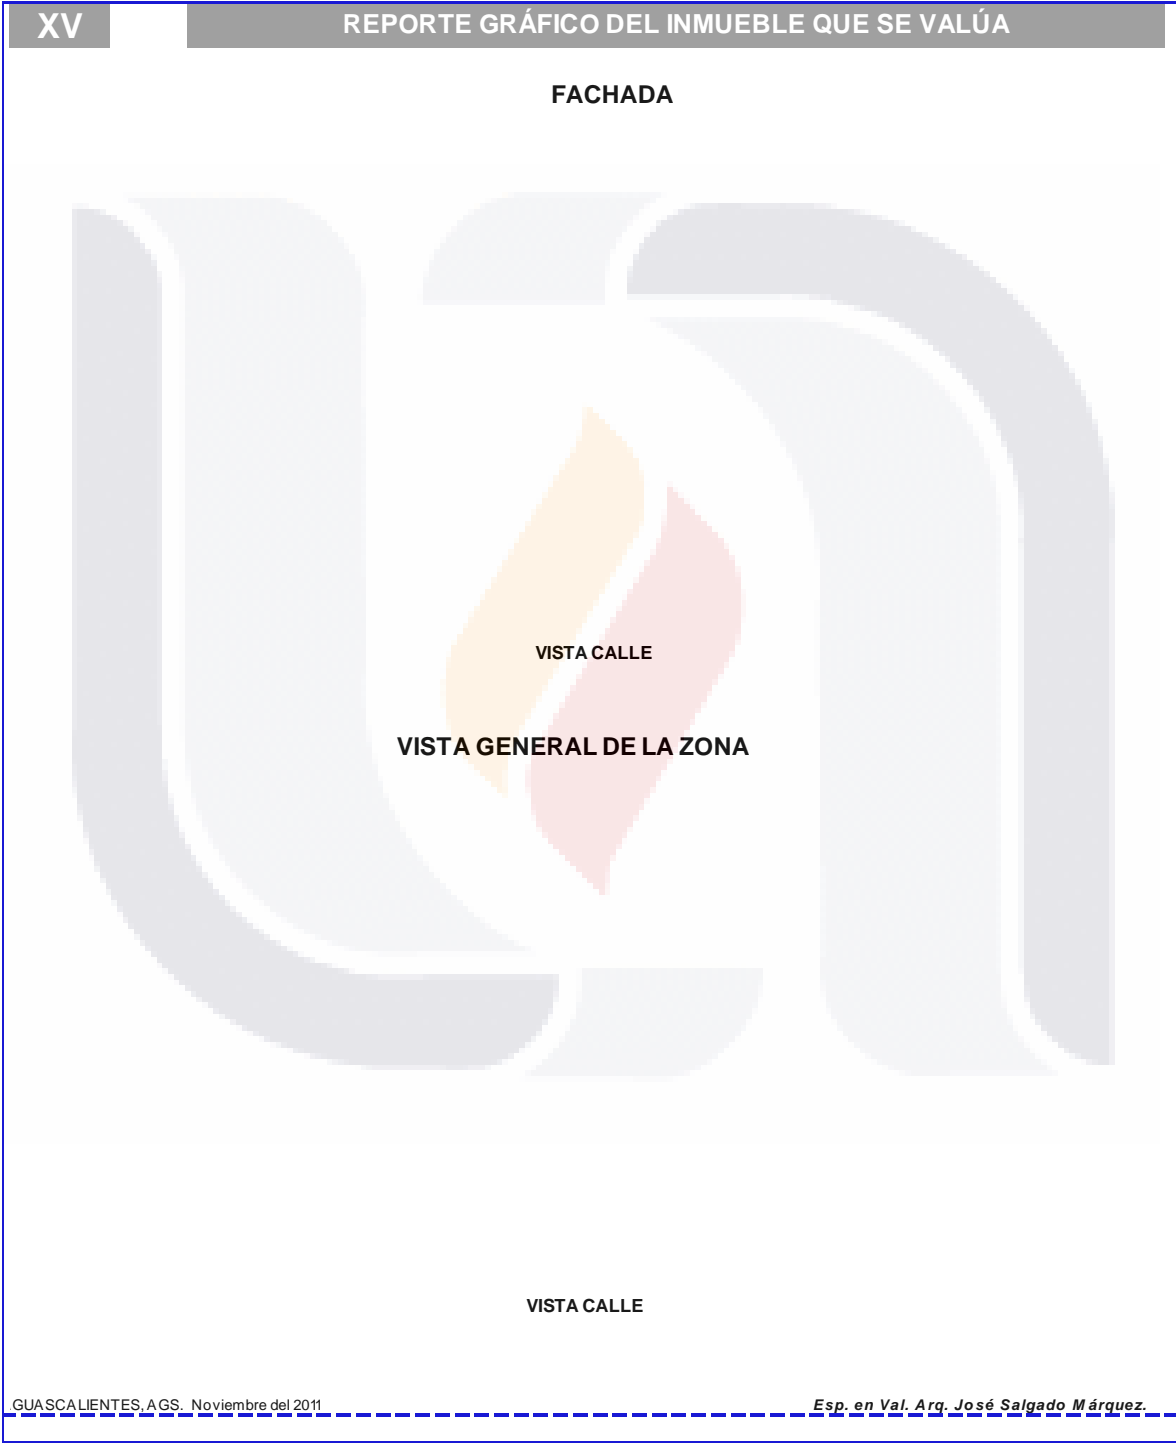 XV REPORTE GRÁFICO DEL INMUEBLE QUE SE VALÚA
FACHADA
VISTA CALLE
VISTA GENERAL DE LA ZONA
VISTA CALLE
.GUASCALIENTES, AGS. Noviembre del 2011 Esp. en Val. Arq. José Salgado Márquez.